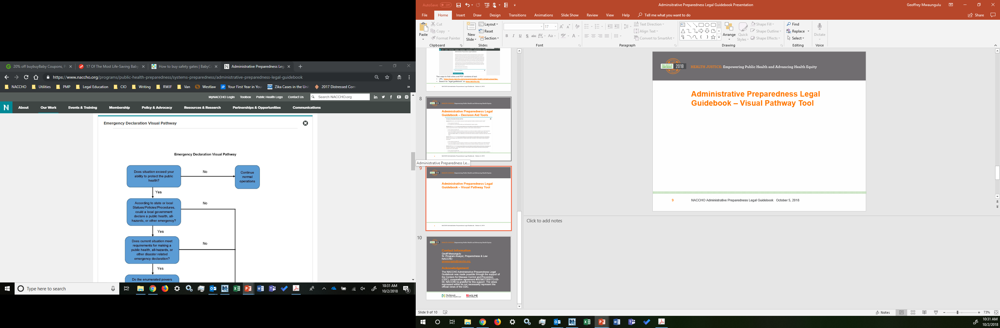 20% off buybuyBaby Coupons, P
17 Of The Most Life-Saving Baby
How to buy safety gates | BabyCe
Administrative Preparedness Leg
https://www.naccho.org/programs/public-health-preparedness/systems-preparedness/administrative-preparedness-legal-guidebook
NACCHO Utilities PMP Legal Education CIO Writing RWJF Van Westlaw Your First Year in You Zika Cases in the Unit 2017 Distressed Com »
MyNACCHO Login Toolbox Public Health Logo Contact Us Search NACCHO.org
N About Our Work Events & Training Membership Policy & Advocacy Resources & Research Partnerships & Opportunities Communications
Emergency Declaration Visual Pathway
Emergency Declaration Visual Pathway
Does situation exceed your
ability to protect the public
health?
No
Continue
normal
operations
Yes
According to state or local
Statues/Policies/Procedures,
could a local government
declare a public health, all-
hazards, or other emergency?
No
Yes
Does current situation meet
requirements for making a
public health, all-hazards, or
other disaster related
emergency declaration?
No
Yes
Do the enumerated powers
Type here to search
10:31 AM
10/2/2018
5
AutoSave Off
Adminsitrative Preparedness Legal Guidebook Presentation
Geoffrey Mwaungulu
File Home Insert Draw Design Transitions Animations Slide Show Review View Help Tell me what you want to do Share
Paste
Cut
Copy
Format Painter
Clipboard
New
Slide
Layout
Reset
Section
Slides
17
B I U S abc AV Aa A
Font
Text Direction
Align Text
Convert to SmartArt
Paragraph
Arrange
Quick
Styles
Shape Fill
Shape Outline
Shape Effects
Drawing
Find
Replace
Select
Editing
Dictate
Voice
Two ways to find online and PDF versions of tool:
Search for "legal guidebook" on www.naccho.org
NACCHO Administrative Preparedness Legal Guidebook October 5, 2018
8
HEALTH JUSTICE: Empowering Public Health and Advancing Health Equity
Administrative Preparedness Legal
Guidebook – Decision Aid Tools
NACCHO Administrative Preparedness Legal Guidebook October 5, 2018
Administrative Preparedness Le...
9
HEALTH JUSTICE: Empowering Public Health and Advancing Health Equity
Administrative Preparedness Legal
Guidebook – Visual Pathway Tool
NACCHO Administrative Preparedness Legal Guidebook October 5, 2018
10
HEALTH JUSTICE: Empowering Public Health and Advancing Health Equity
Contact Information
Geoff Mwaungulu
Sr. Program Analyst, Preparedness & Law
NACCHO
gmwaungulu@naccho.org
Acknowledgement
The NACCHO Administrative Preparedness Legal
Guidebook was made possible through the support of
the Centers for Disease Control and Prevention
(CDC), cooperative agreement #5U38OT000172-05-
00. NACCHO is grateful for this support. The views
expressed within do not necessarily represent the
official views of the CDC.
The Network
for Public Health Law
ASLME
PUBLIC HEALTH LAW
CONFERENCE 2018
HEALTH JUSTICE: Empowering Public Health and Advancing Health Equity
Administrative Preparedness Legal
Guidebook – Visual Pathway Tool
9 NACCHO Administrative Preparedness Legal Guidebook October 5, 2018
Click to add notes
Slide 9 of 10
Notes
73%
10:31 AM
10/2/2018